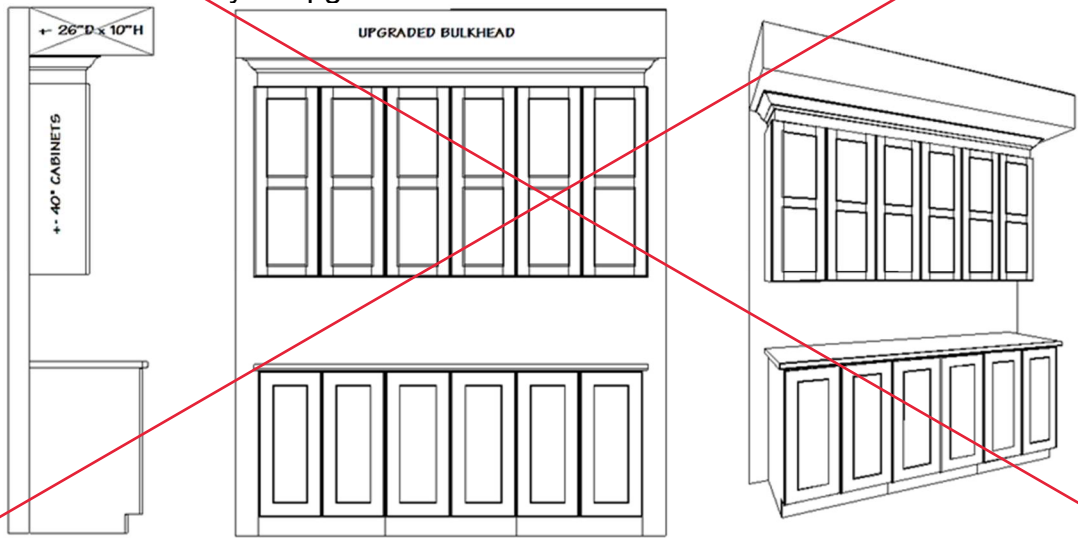 +- 26"D x 10"H
UPGRADED BULKHEAD
+- 40" CABINETS